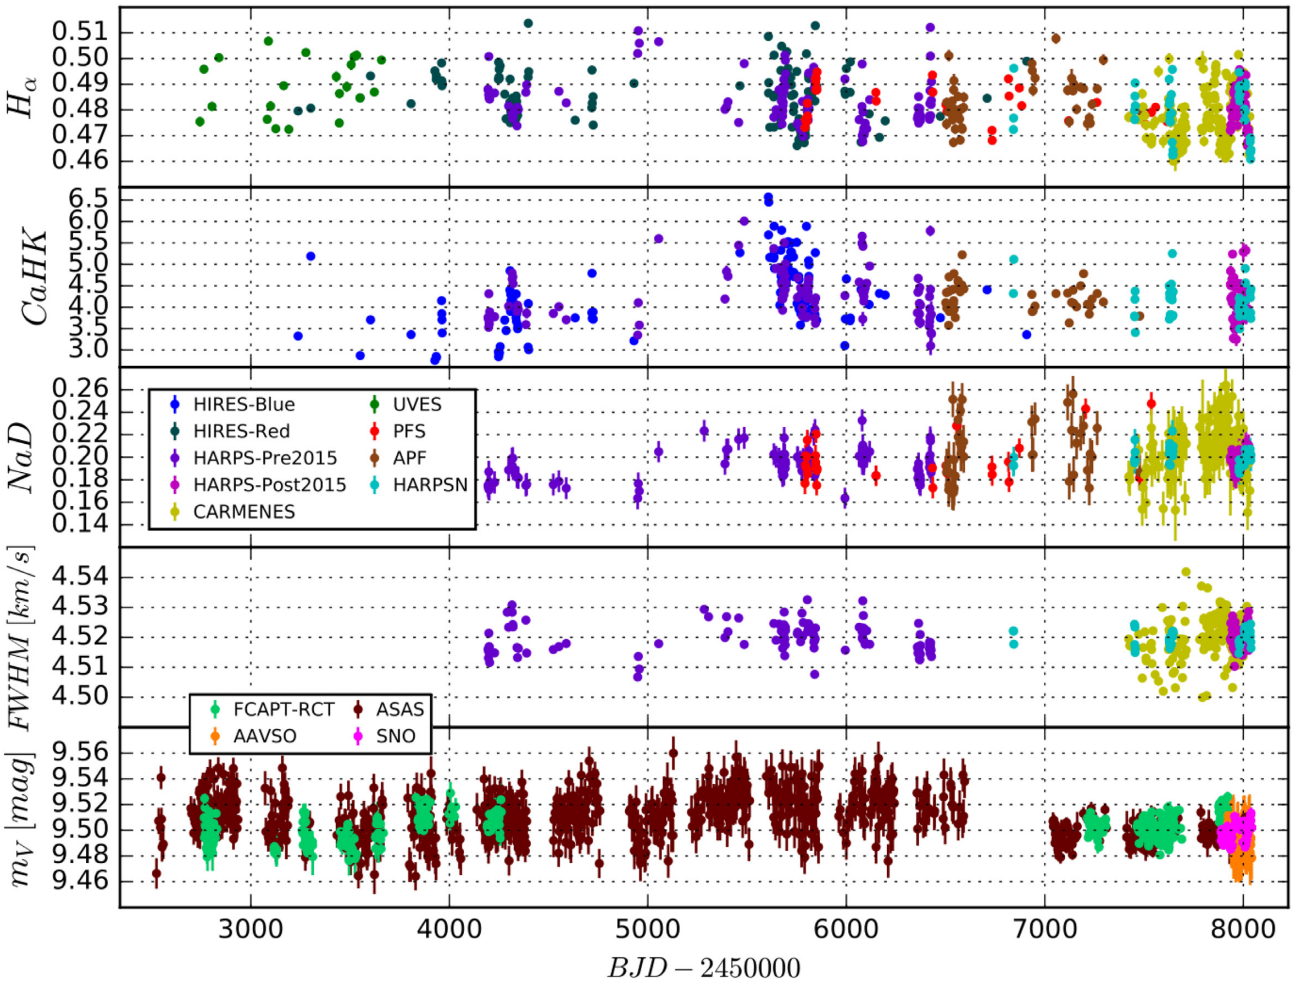 H_α
0.51
0.50
0.49
0.48
0.47
0.46
CaHK
6.5
6.0
5.5
5.0
4.5
4.0
3.5
3.0
NaD
0.26
0.24
0.22
0.20
0.18
0.16
0.14
HIRES-Blue
HIRES-Red
HARPS-Pre2015
HARPS-Post2015
CARMENES
UVES
PFS
APF
HARPSN
FWHM [km/s]
4.54
4.53
4.52
4.51
4.50
FCAPT-RCT
AAVSO
ASAS
SNO
m_V [mag]
9.56
9.54
9.52
9.50
9.48
9.46
3000 4000 5000 6000 7000 8000
BJD − 2450000